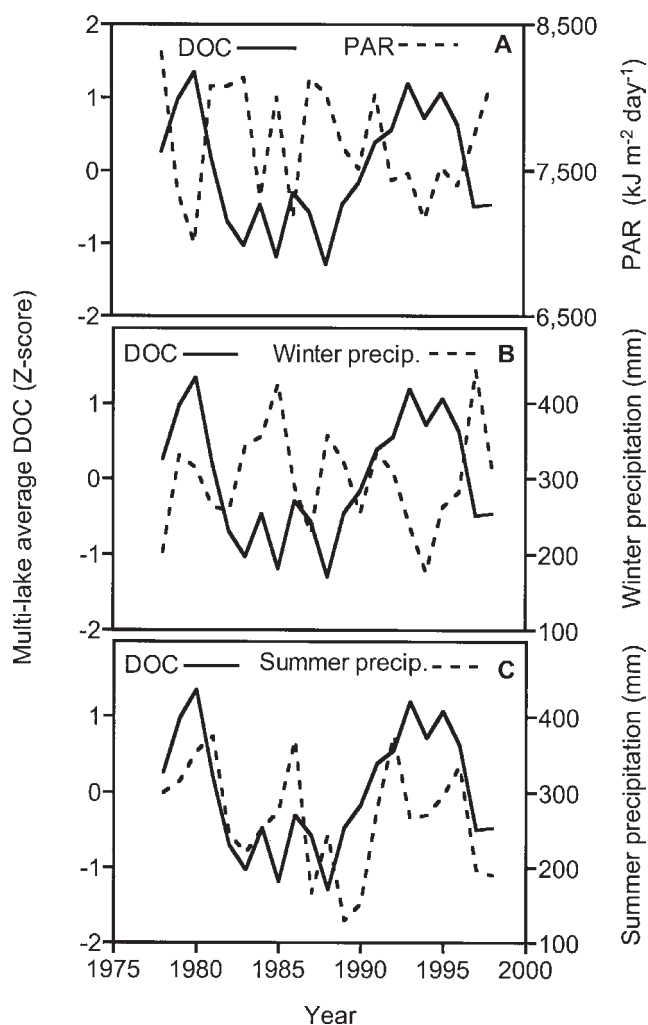 2 8,500
DOC PAR A
1
0 7,500
-1
-2 6,500
DOC Winter precip. B
1 400
0 300
-1 200
-2 100
DOC Summer precip. C
1 400
0 300
-1 200
-2 100
1975 1980 1985 1990 1995 2000
Year
Multi-lake average DOC (Z-score)
PAR (kJ m⁻² day⁻¹)
Winter precipitation (mm)
Summer precipitation (mm)